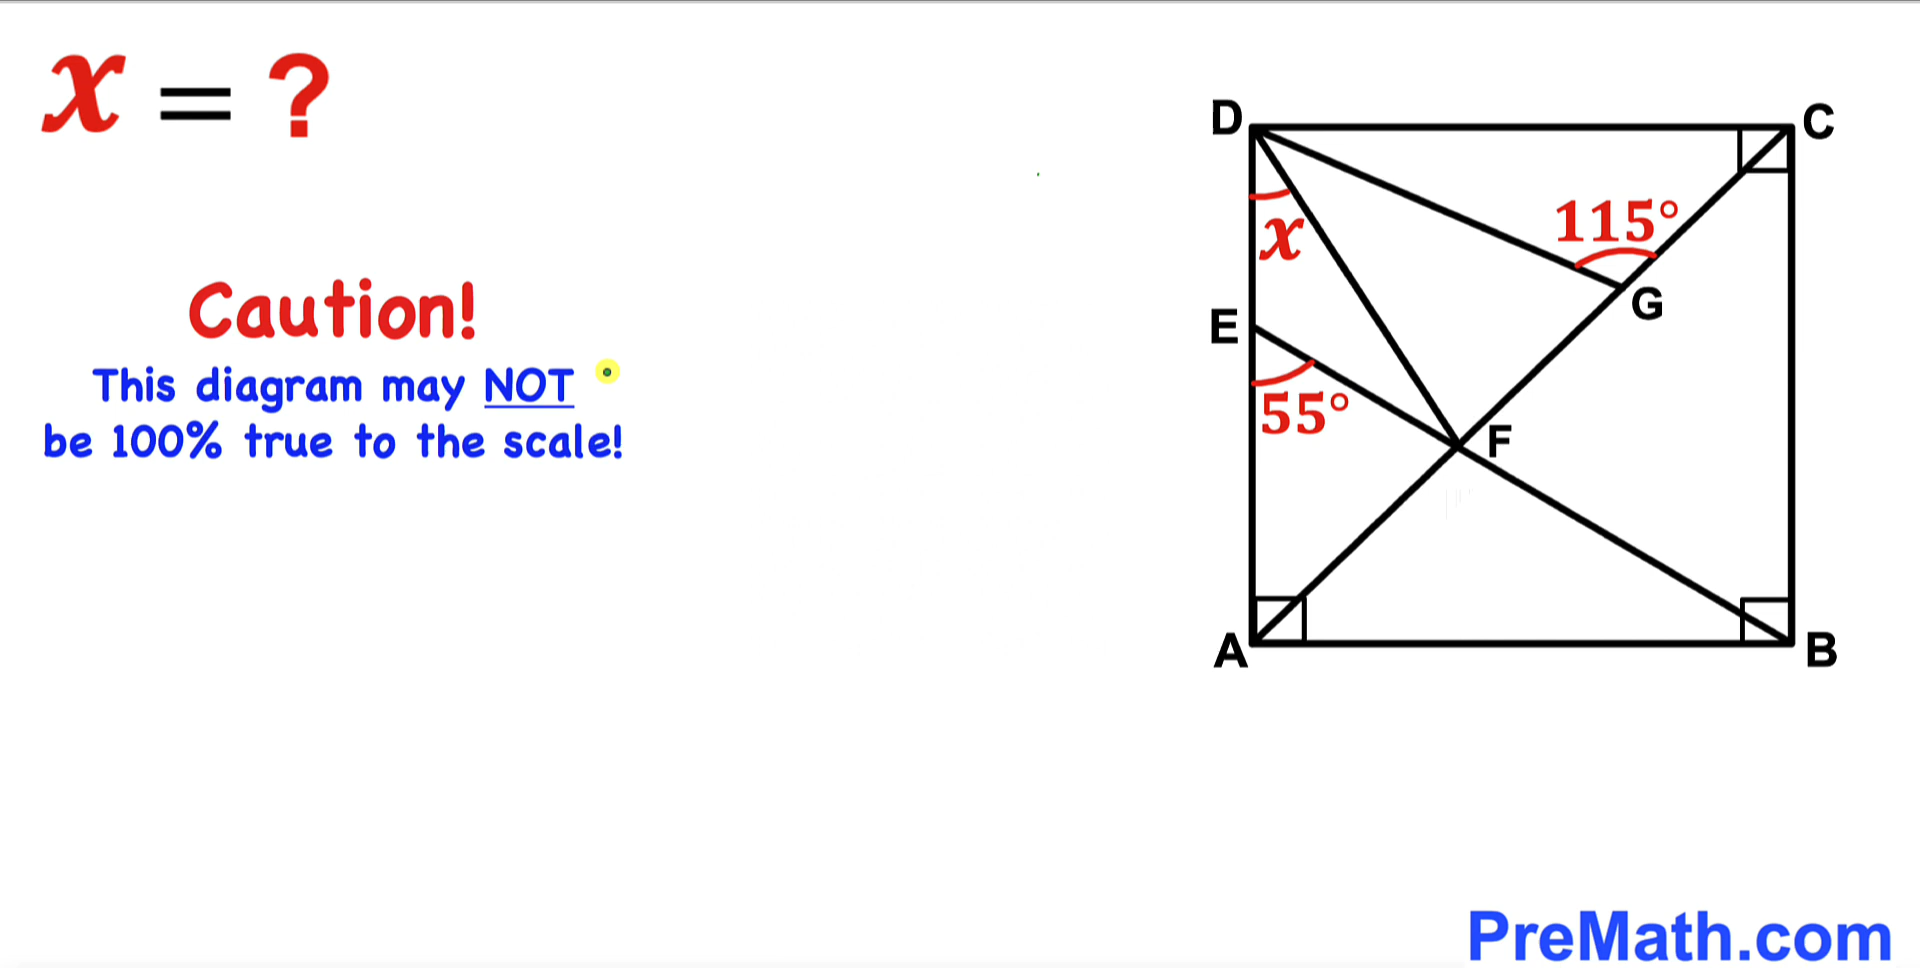 x = ?
Caution!
This diagram may NOT
be 100% true to the scale!
D
C
115°
x
G
E
55°
F
A
B
PreMath.com